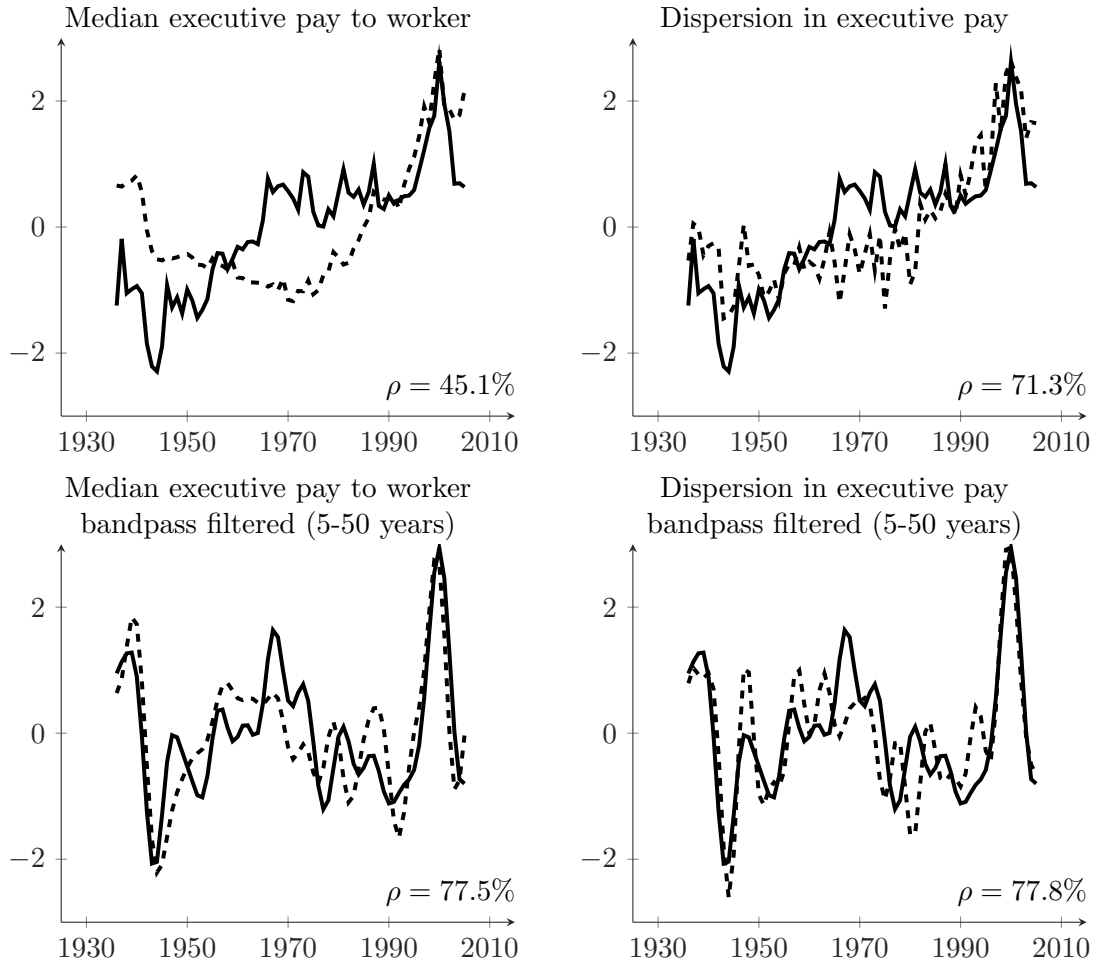 Median executive pay to worker
2
0
−2
ρ = 45.1%
1930 1950 1970 1990 2010
Dispersion in executive pay
2
0
−2
ρ = 71.3%
1930 1950 1970 1990 2010
Median executive pay to worker
bandpass filtered (5-50 years)
2
0
−2
ρ = 77.5%
1930 1950 1970 1990 2010
Dispersion in executive pay
bandpass filtered (5-50 years)
2
0
−2
ρ = 77.8%
1930 1950 1970 1990 2010